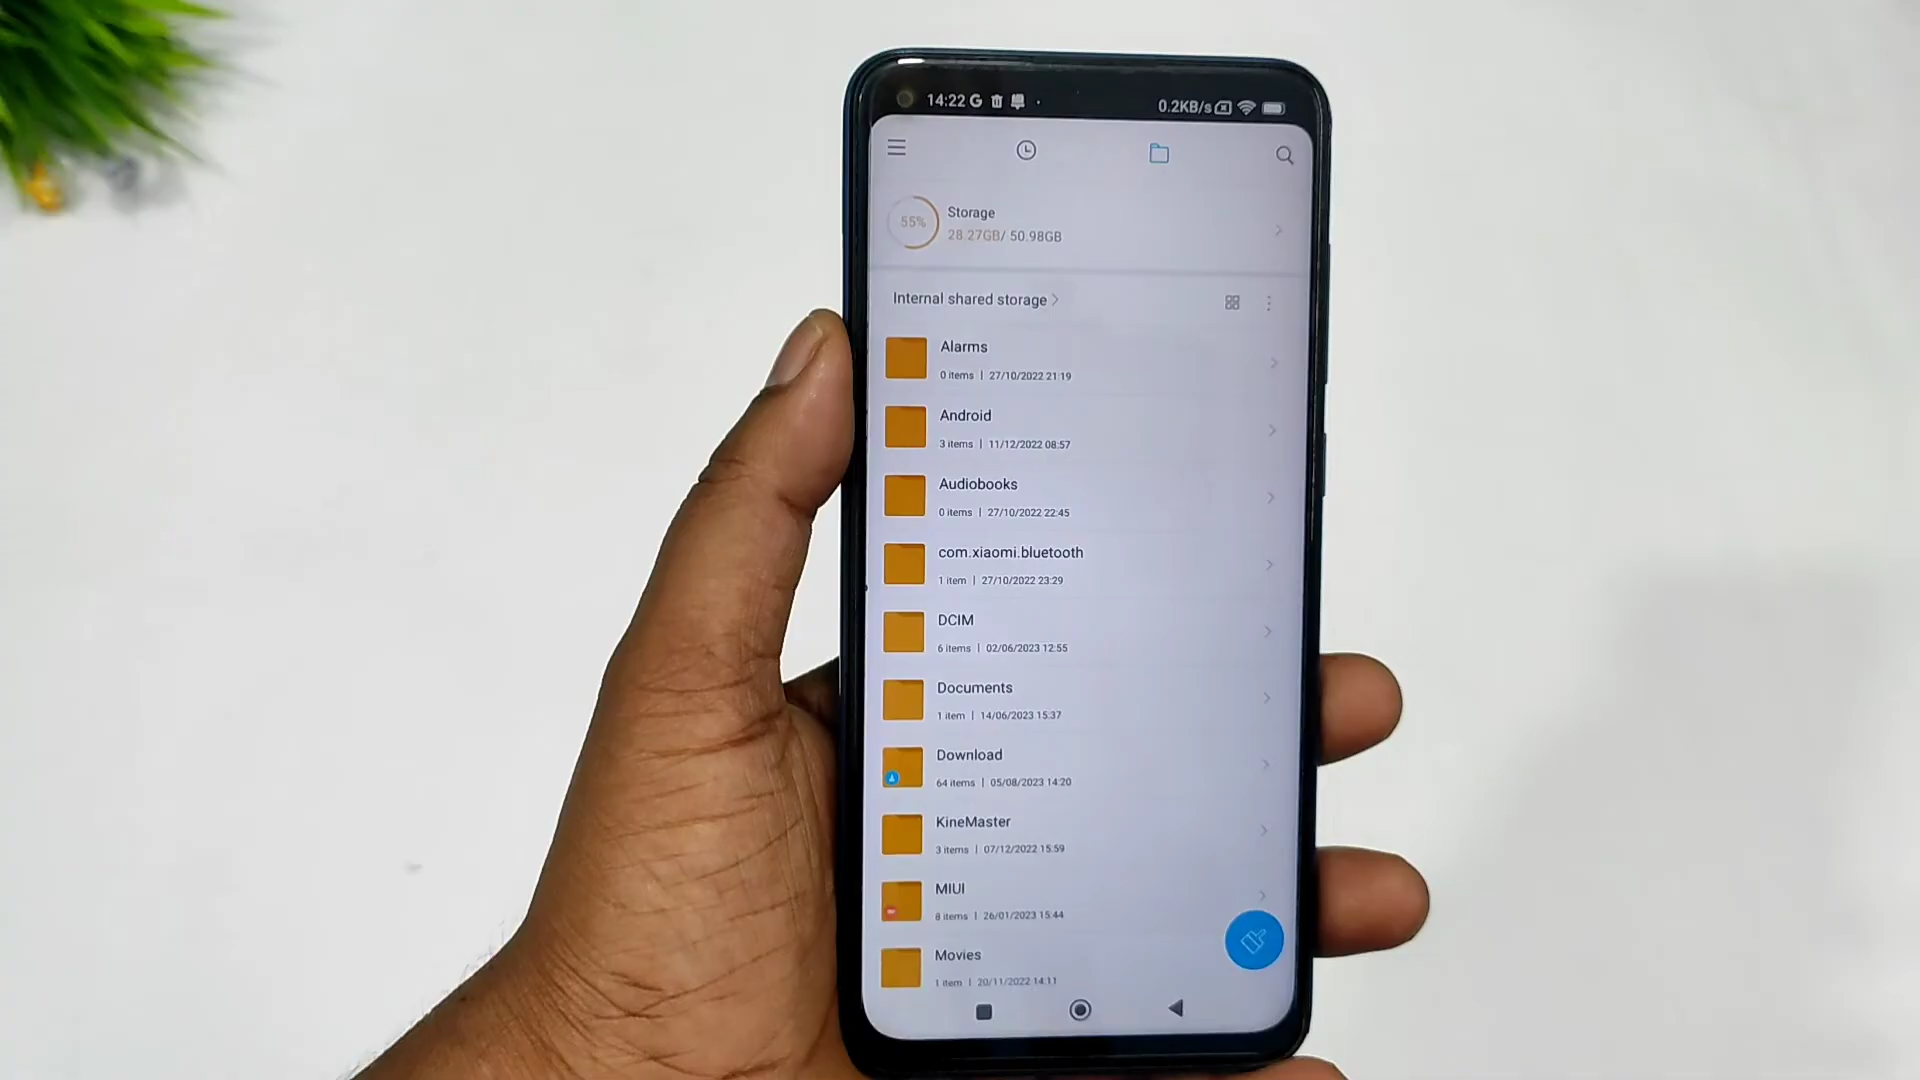 14:22
0.2KB/s
55%
Storage
28.27GB/ 50.98GB
Internal shared storage
Alarms
0 items | 27/10/2022 21:19
Android
3 items | 11/12/2022 08:57
Audiobooks
0 items | 27/10/2022 22:45
com.xiaomi.bluetooth
1 item | 27/10/2022 23:29
DCIM
6 items | 02/06/2023 12:55
Documents
1 item | 14/06/2023 15:37
Download
64 items | 05/08/2023 14:20
KineMaster
3 items | 07/12/2022 15:59
MIUI
8 items | 26/01/2023 15:44
Movies
1 item | 20/11/2022 14:11